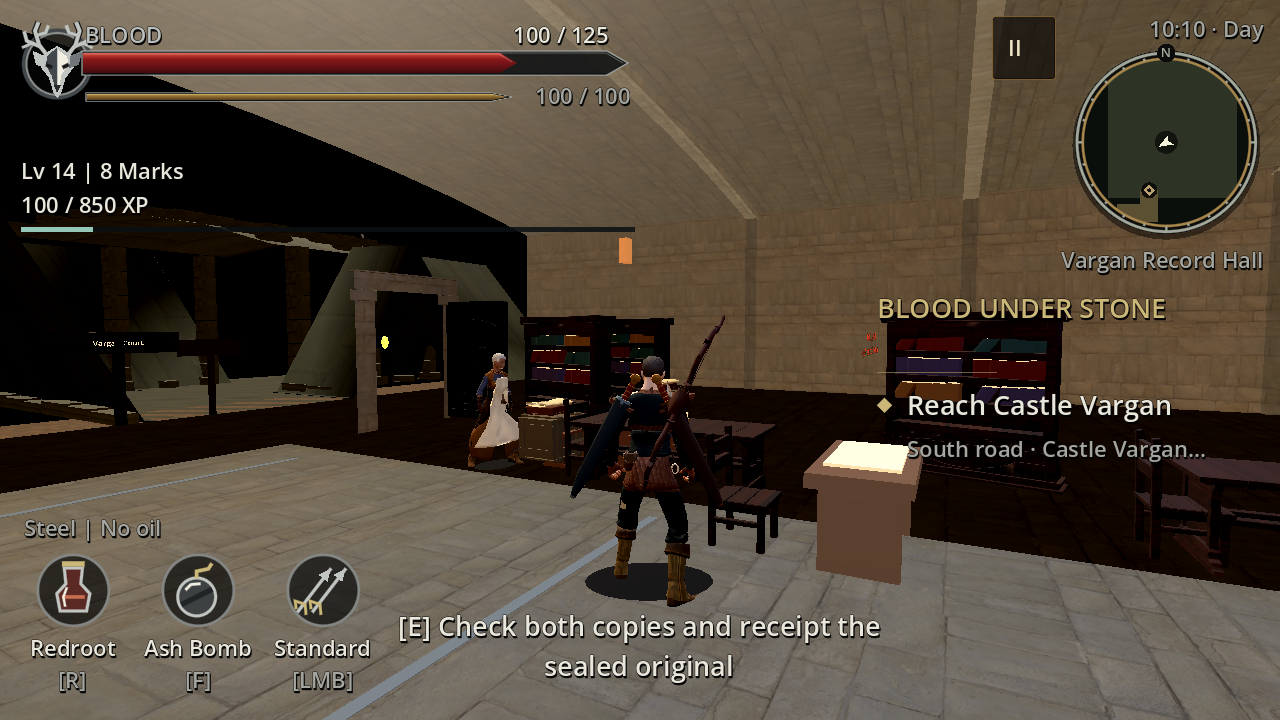 BLOOD
100 / 125
100 / 100
Lv 14 | 8 Marks
100 / 850 XP
II
10:10 · Day
N
Vargan Record Hall
BLOOD UNDER STONE
Reach Castle Vargan
South road · Castle Vargan...
Steel | No oil
Redroot
[R]
Ash Bomb
[F]
Standard
[LMB]
[E] Check both copies and receipt the
sealed original